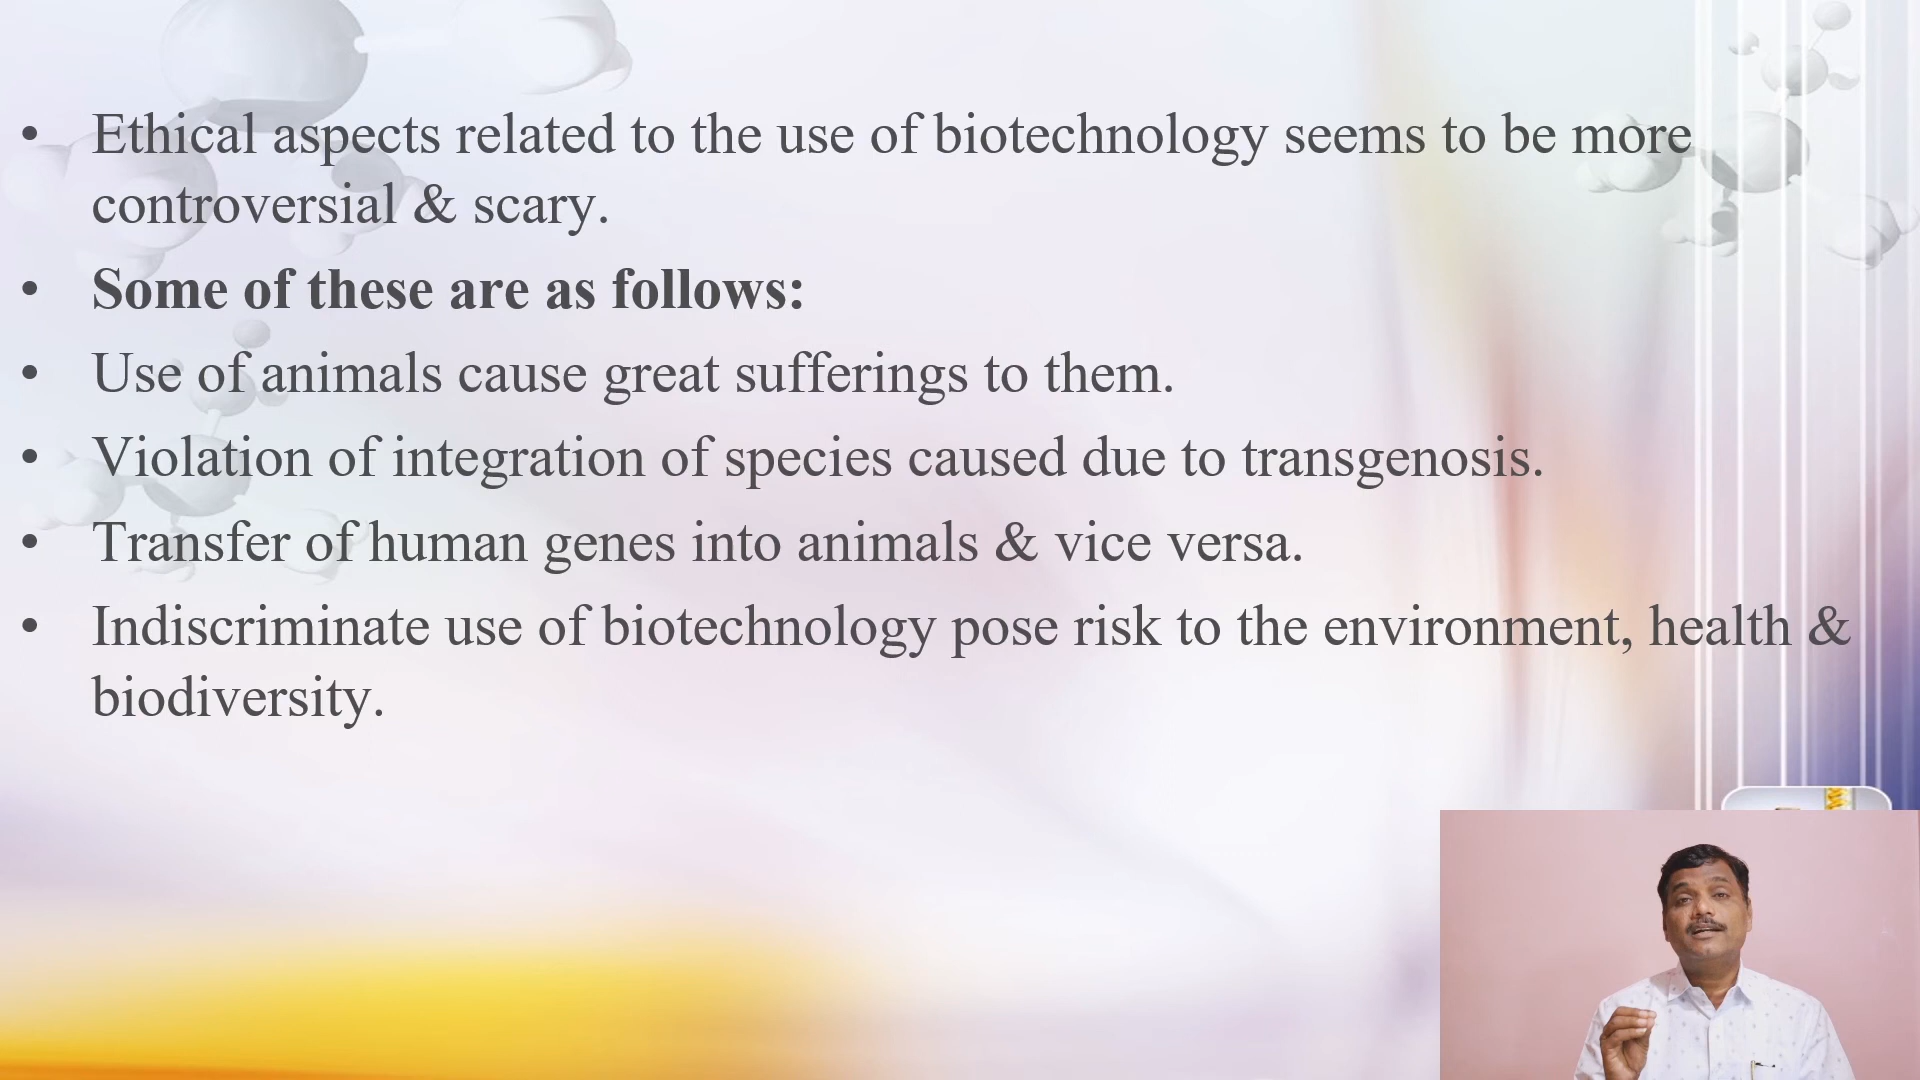 • Ethical aspects related to the use of biotechnology seems to be more
controversial & scary.
• Some of these are as follows:
• Use of animals cause great sufferings to them.
• Violation of integration of species caused due to transgenosis.
• Transfer of human genes into animals & vice versa.
• Indiscriminate use of biotechnology pose risk to the environment, health &
biodiversity.